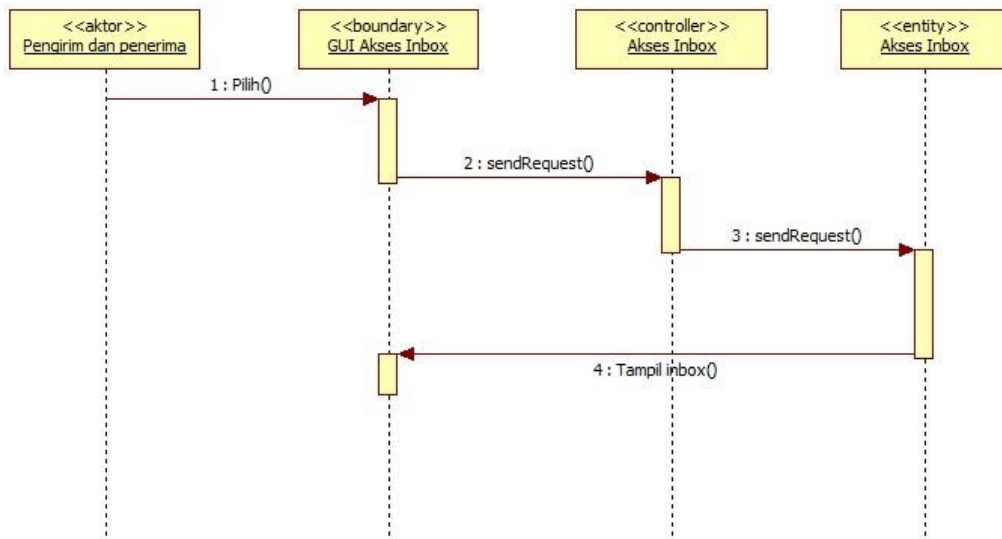 <<aktor>>
Pengirim dan penerima
<<boundary>>
GUI Akses Inbox
<<controller>>
Akses Inbox
<<entity>>
Akses Inbox
1 : Pilih()
2 : sendRequest()
3 : sendRequest()
4 : Tampil inbox()